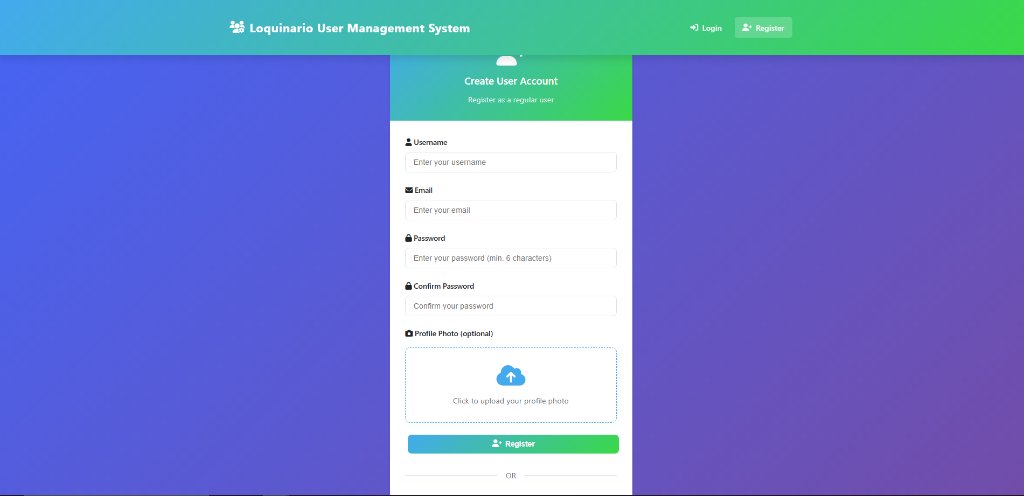 Loquinario User Management System
Login
Register
Create User Account
Register as a regular user
Username
Enter your username
Email
Enter your email
Password
Enter your password (min. 6 characters)
Confirm Password
Confirm your password
Profile Photo (optional)
Click to upload your profile photo
Register
OR